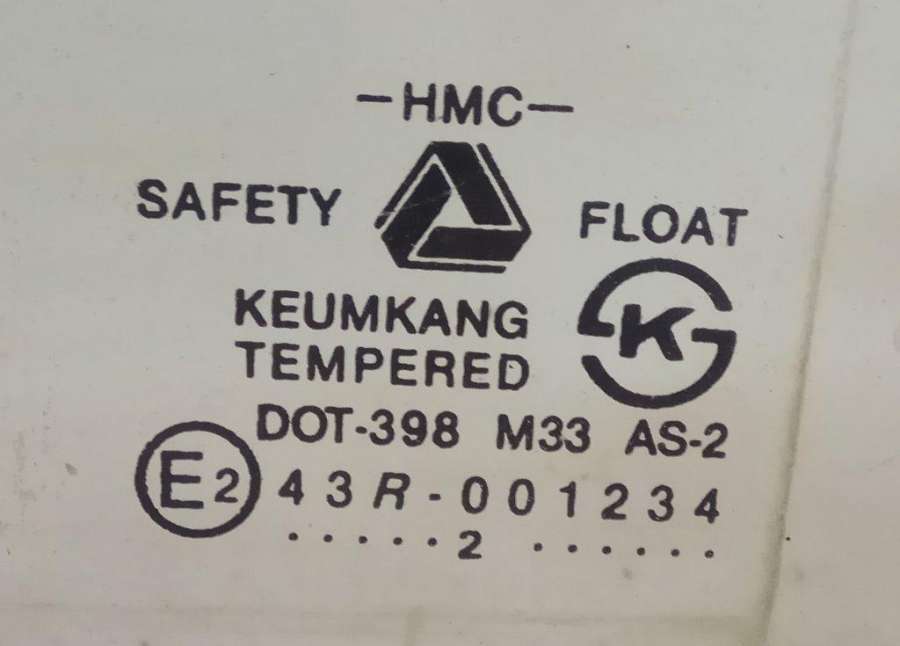 -HMC-
SAFETY FLOAT
KEUMKANG
TEMPERED
K
DOT-398 M33 AS-2
E2 43R-001234
.....2 ......